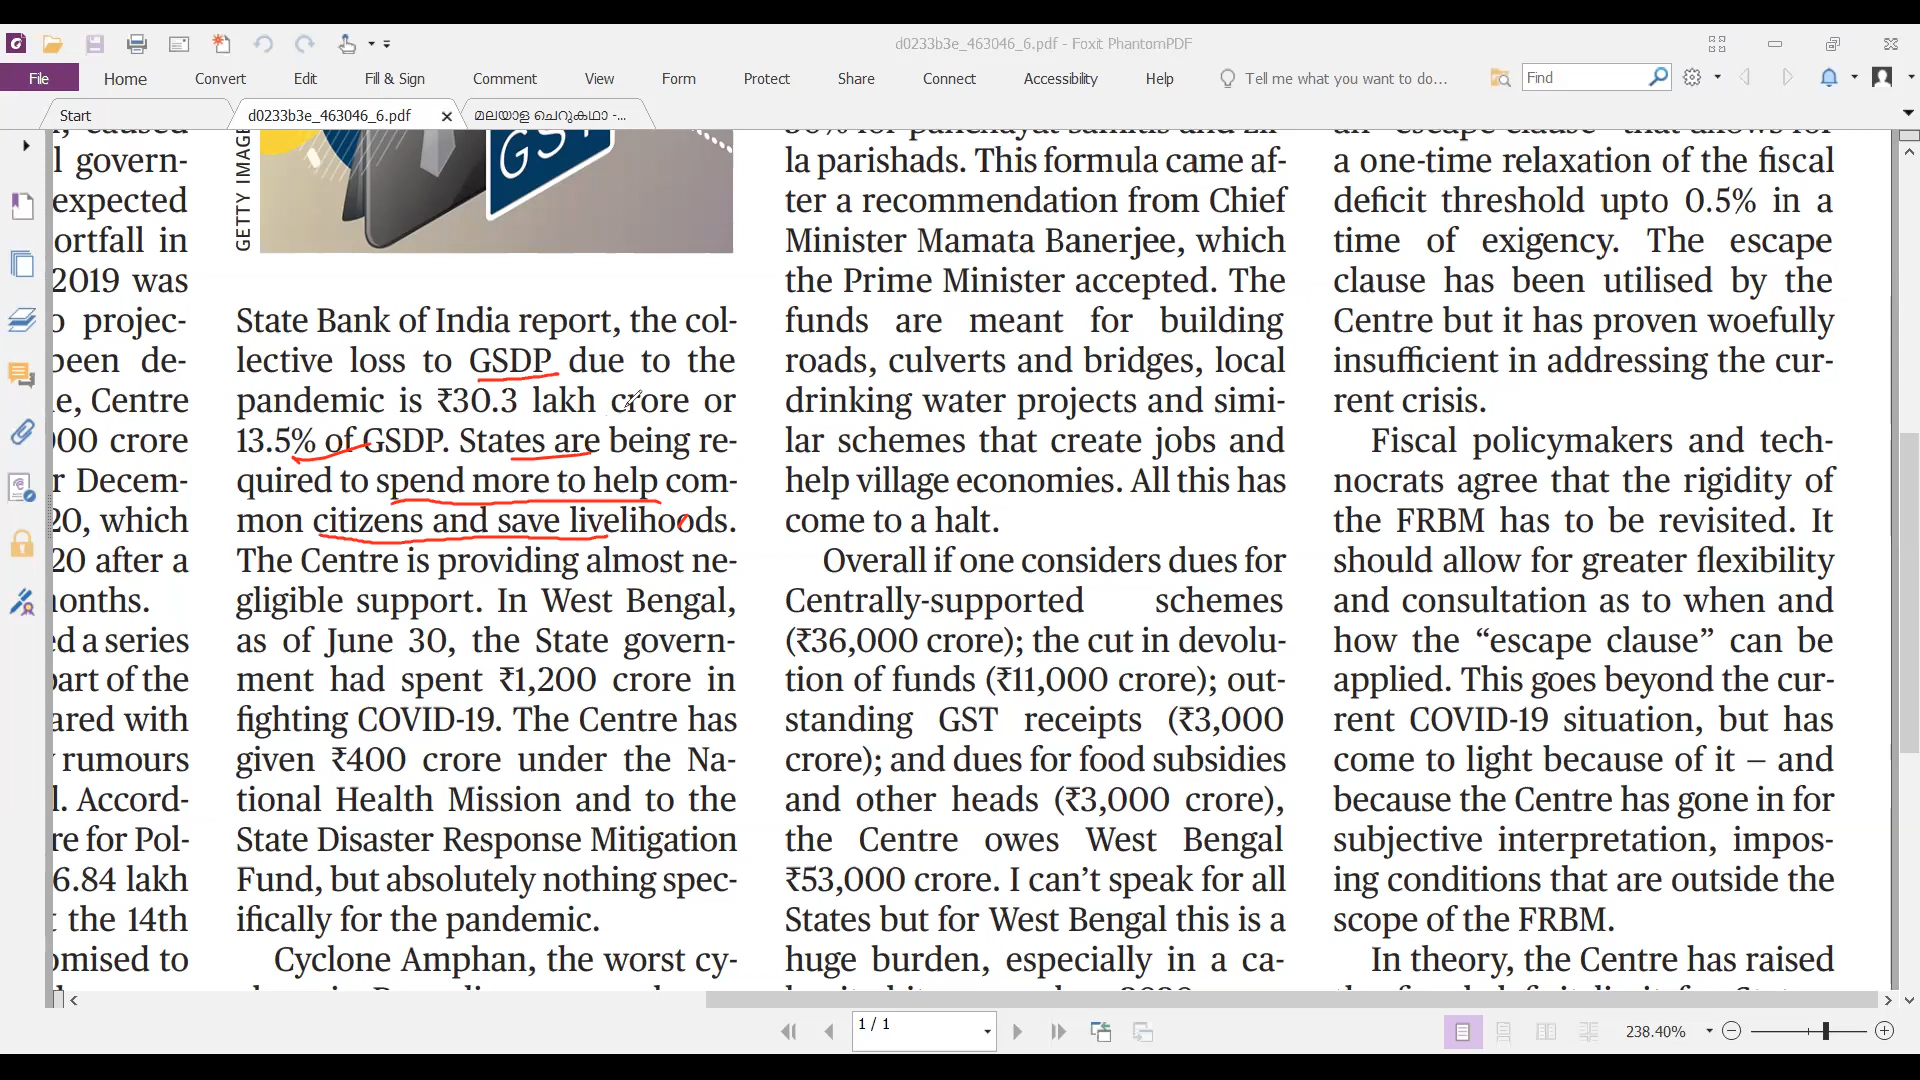 d0233b3e_463046_6.pdf - Foxit PhantomPDF
File Home Convert Edit Fill & Sign Comment View Form Protect Share Connect Accessibility Help Tell me what you want to do... Find
Start d0233b3e_463046_6.pdf മലയാള ചെറുകഥാ -...
l govern-
expected
ortfall in
2019 was
o projec-
been de-
e, Centre
000 crore
r Decem-
20, which
20 after a
onths.
ed a series
part of the
ared with
rumours
l. Accord-
re for Pol-
6.84 lakh
t the 14th
omised to
GETTY IMAGE
GST
State Bank of India report, the col-
lective loss to GSDP due to the
pandemic is ₹30.3 lakh crore or
13.5% of GSDP. States are being re-
quired to spend more to help com-
mon citizens and save livelihoods.
The Centre is providing almost ne-
gligible support. In West Bengal,
as of June 30, the State govern-
ment had spent ₹1,200 crore in
fighting COVID-19. The Centre has
given ₹400 crore under the Na-
tional Health Mission and to the
State Disaster Response Mitigation
Fund, but absolutely nothing spec-
ifically for the pandemic.
Cyclone Amphan, the worst cy-
la parishads. This formula came af-
ter a recommendation from Chief
Minister Mamata Banerjee, which
the Prime Minister accepted. The
funds are meant for building
roads, culverts and bridges, local
drinking water projects and simi-
lar schemes that create jobs and
help village economies. All this has
come to a halt.
Overall if one considers dues for
Centrally-supported schemes
(₹36,000 crore); the cut in devolu-
tion of funds (₹11,000 crore); out-
standing GST receipts (₹3,000
crore); and dues for food subsidies
and other heads (₹3,000 crore),
the Centre owes West Bengal
₹53,000 crore. I can't speak for all
States but for West Bengal this is a
huge burden, especially in a ca-
a one-time relaxation of the fiscal
deficit threshold upto 0.5% in a
time of exigency. The escape
clause has been utilised by the
Centre but it has proven woefully
insufficient in addressing the cur-
rent crisis.
Fiscal policymakers and tech-
nocrats agree that the rigidity of
the FRBM has to be revisited. It
should allow for greater flexibility
and consultation as to when and
how the “escape clause” can be
applied. This goes beyond the cur-
rent COVID-19 situation, but has
come to light because of it – and
because the Centre has gone in for
subjective interpretation, impos-
ing conditions that are outside the
scope of the FRBM.
In theory, the Centre has raised
1 / 1
238.40%